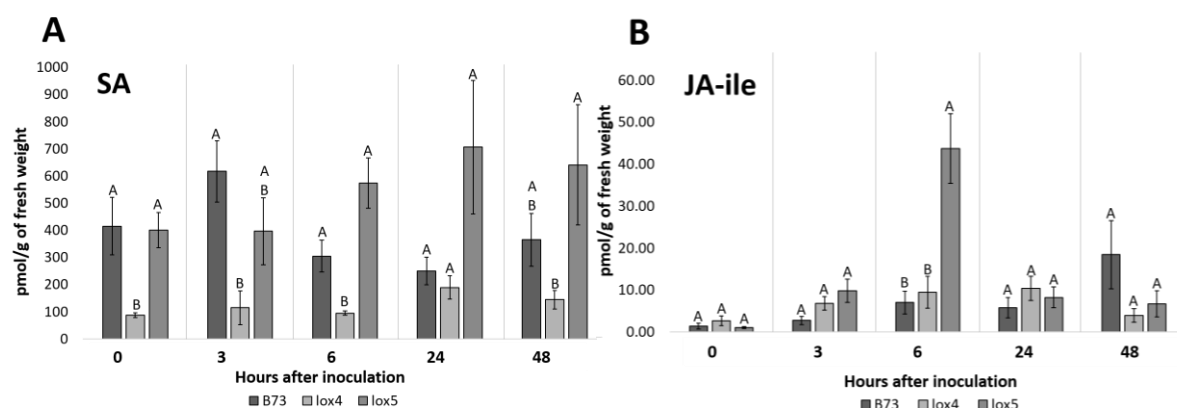 A
SA
pmol/g of fresh weight
1000
900
800
700
600
500
400
300
200
100
0
A
B
A
A
B
A
B
A
B
A
A
A
A
A
B
B
A
0
3
6
24
48
Hours after inoculation
B73
lox4
lox5
B
JA-ile
pmol/g of fresh weight
60.00
50.00
40.00
30.00
20.00
10.00
0.00
A
A
A
A
A
A
B
B
A
A
A
A
A
A
A
0
3
6
24
48
Hours after inoculation
B73
lox4
lox5